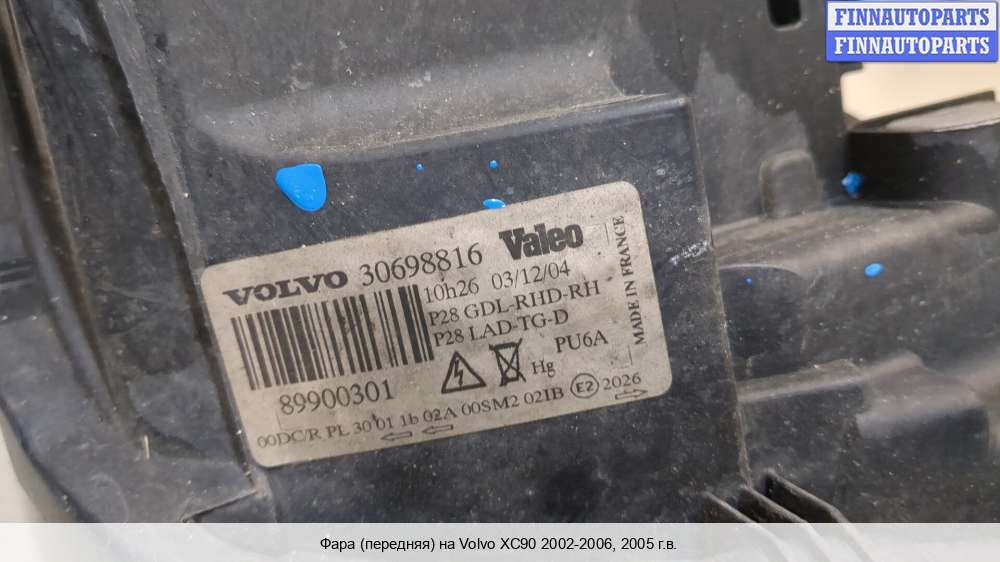 FINNAUTOPARTS
FINNAUTOPARTS
VOLVO 30698816 Valeo
10h26 03/12/04
P28 GDL-RHD-RH
P28 LAD-TG-D
PU6A
MADE IN FRANCE
Hg
89900301
00DC/R PL 30 01 1b 02A 00SM2 021B E2 2026
Фара (передняя) на Volvo XC90 2002-2006, 2005 г.в.